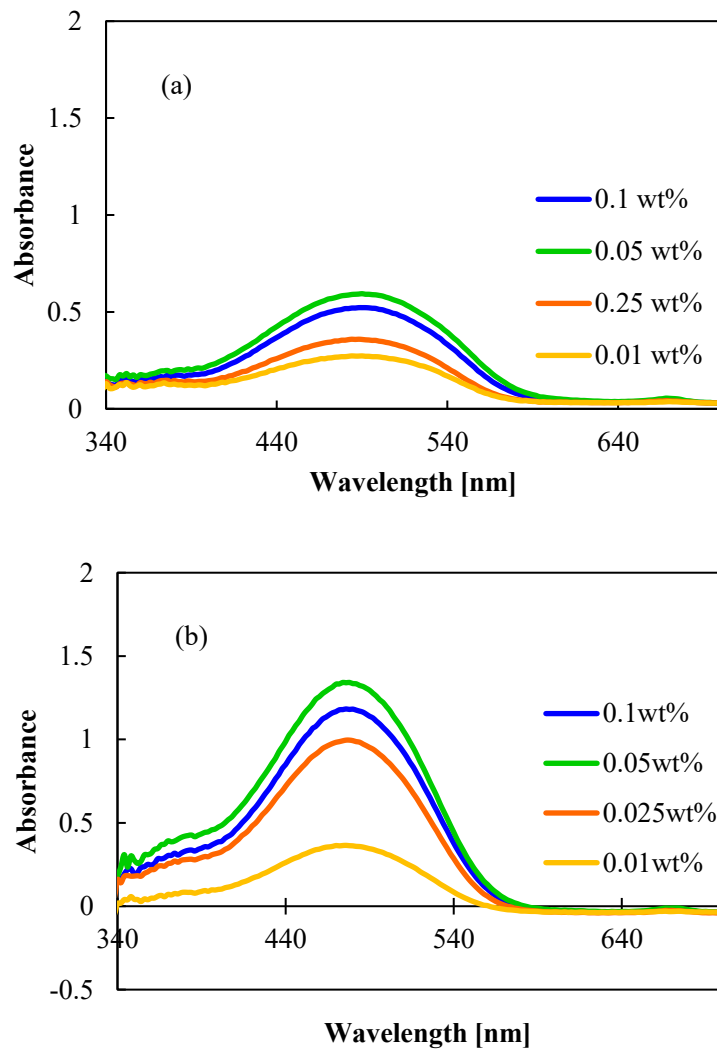 2
(a)
1.5
Absorbance
1
0.5
0
0.1 wt%
0.05 wt%
0.25 wt%
0.01 wt%
340 440 540 640
Wavelength [nm]
2
(b)
1.5
Absorbance
1
0.5
0
-0.5
0.1wt%
0.05wt%
0.025wt%
0.01wt%
340 440 540 640
Wavelength [nm]